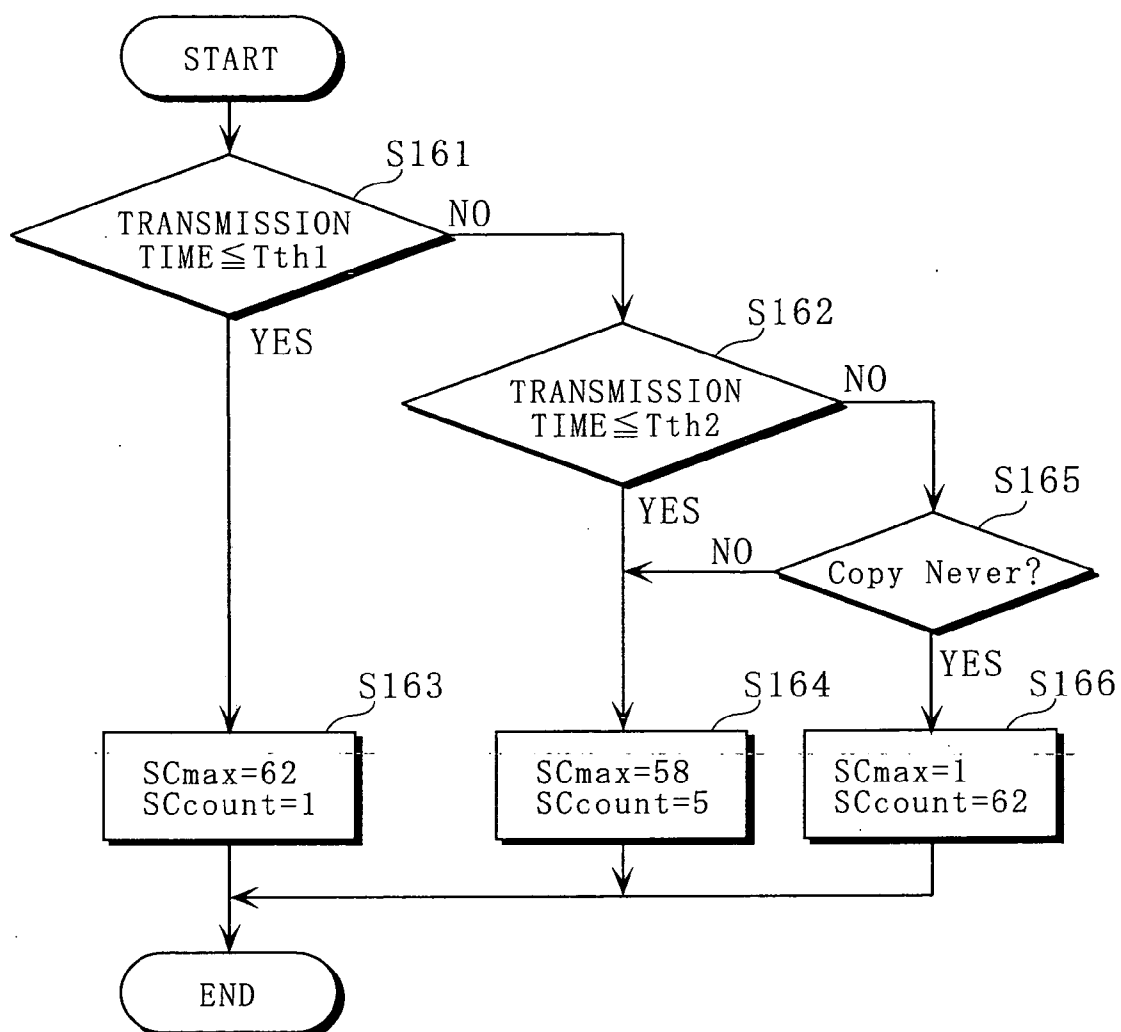 START
S161
TRANSMISSION
TIME≦Tth1
NO
YES
S162
TRANSMISSION
TIME≦Tth2
NO
YES
S165
Copy Never?
NO
YES
S163
SCmax=62
SCcount=1
S164
SCmax=58
SCcount=5
S166
SCmax=1
SCcount=62
END